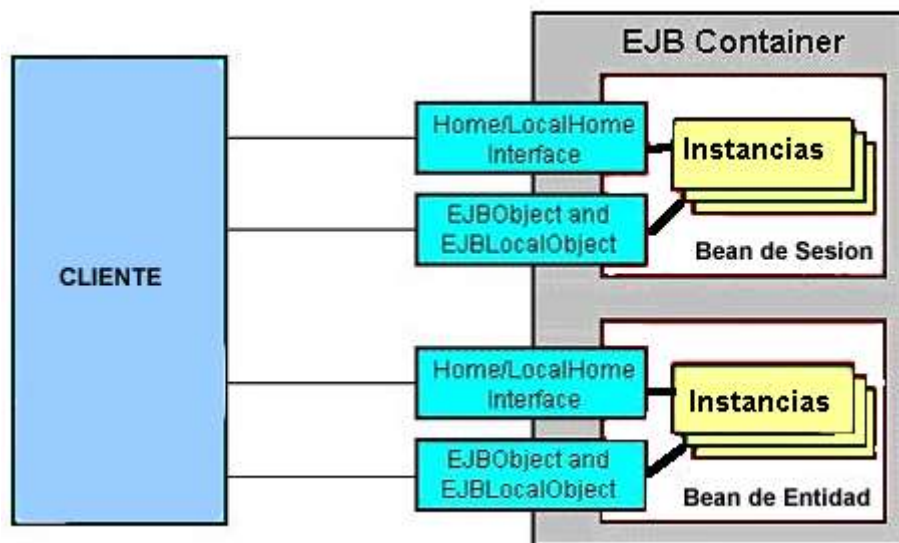 EJB Container
Home/LocalHome
Interface
Instancias
EJBObject and
EJBLocalObject
Bean de Sesion
CLIENTE
Home/LocalHome
Interface
Instancias
EJBObject and
EJBLocalObject
Bean de Entidad